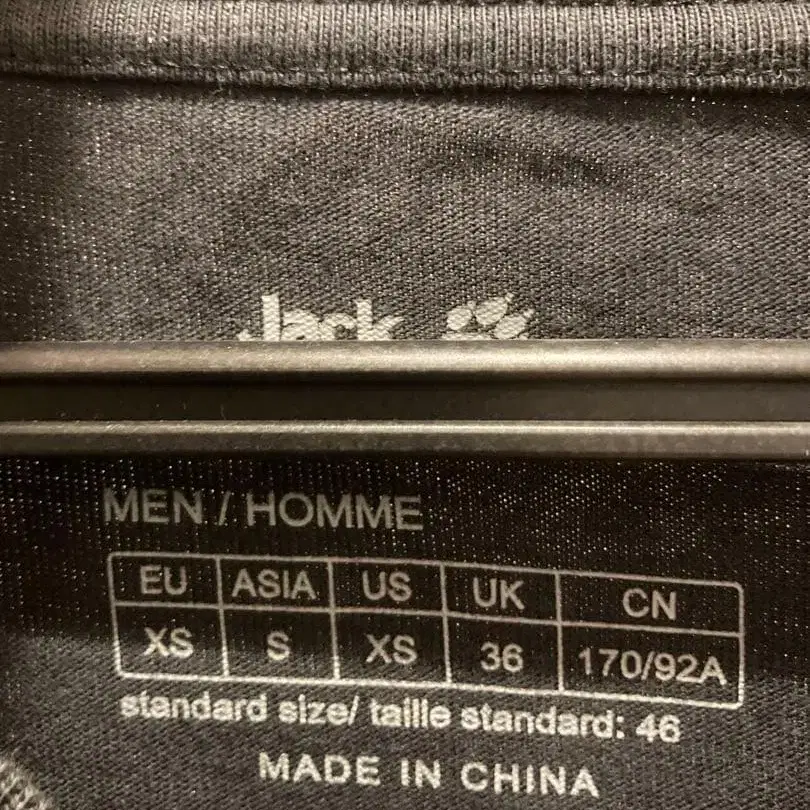 Jack
MEN / HOMME
EU ASIA US UK CN
XS S XS 36 170/92A
standard size/ taille standard: 46
MADE IN CHINA